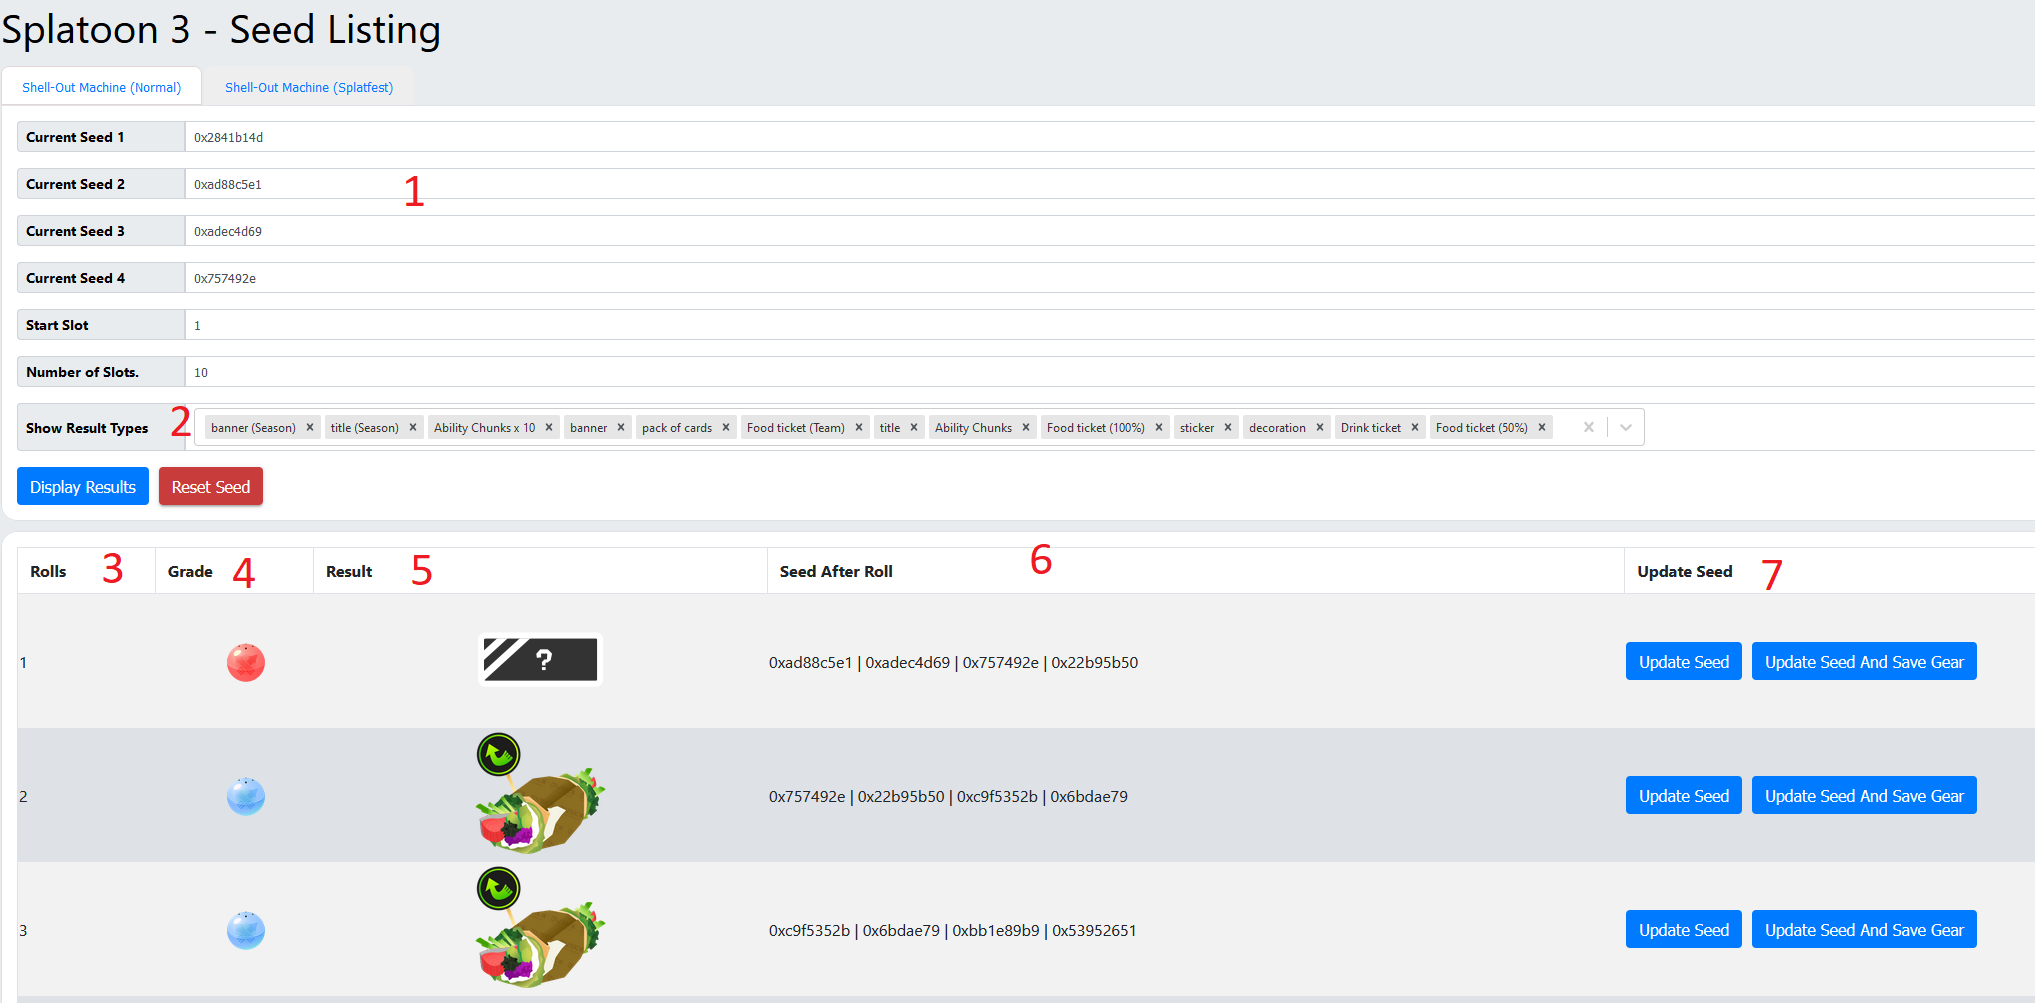 Splatoon 3 - Seed Listing
Shell-Out Machine (Normal) Shell-Out Machine (Splatfest)
Current Seed 1 0x2841b14d
Current Seed 2 0xad88c5e1 1
Current Seed 3 0xadec4d69
Current Seed 4 0x757492e
Start Slot 1
Number of Slots. 10
Show Result Types 2 banner (Season) × title (Season) × Ability Chunks x 10 × banner × pack of cards × Food ticket (Team) × title × Ability Chunks × Food ticket (100%) × sticker × decoration × Drink ticket × Food ticket (50%) × ×
Display Results Reset Seed
Rolls 3 Grade 4 Result 5 Seed After Roll 6 Update Seed 7
1 ? 0xad88c5e1 | 0xadec4d69 | 0x757492e | 0x22b95b50 Update Seed Update Seed And Save Gear
2 0x757492e | 0x22b95b50 | 0xc9f5352b | 0x6bdae79 Update Seed Update Seed And Save Gear
3 0xc9f5352b | 0x6bdae79 | 0xbb1e89b9 | 0x53952651 Update Seed Update Seed And Save Gear